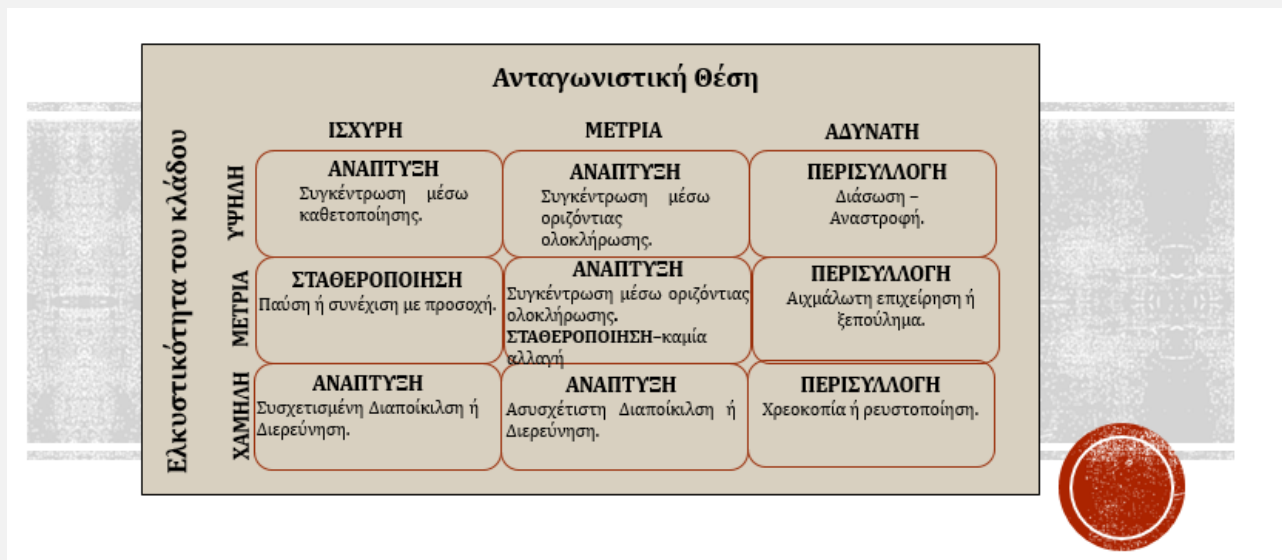 Ανταγωνιστική Θέση
ΙΣΧΥΡΗ
ΜΕΤΡΙΑ
ΑΔΥΝΑΤΗ
Ελκυστικότητα του κλάδου
ΥΨΗΛΗ
ΑΝΑΠΤΥΞΗ
Συγκέντρωση μέσω
καθετοποίησης.
ΑΝΑΠΤΥΞΗ
Συγκέντρωση μέσω
οριζόντιας
ολοκλήρωσης.
ΠΕΡΙΣΥΛΛΟΓΗ
Διάσωση –
Αναστροφή.
ΜΕΤΡΙΑ
ΣΤΑΘΕΡΟΠΟΙΗΣΗ
Παύση ή συνέχιση με προσοχή.
ΑΝΑΠΤΥΞΗ
Συγκέντρωση μέσω οριζόντιας
ολοκλήρωσης.
ΣΤΑΘΕΡΟΠΟΙΗΣΗ–καμία
αλλαγή
ΠΕΡΙΣΥΛΛΟΓΗ
Αιχμάλωτη επιχείρηση ή
ξεπούλημα.
ΧΑΜΗΛΗ
ΑΝΑΠΤΥΞΗ
Συσχετισμένη Διαποίκιλση ή
Διερεύνηση.
ΑΝΑΠΤΥΞΗ
Ασυσχέτιστη Διαποίκιλση ή
Διερεύνηση.
ΠΕΡΙΣΥΛΛΟΓΗ
Χρεοκοπία ή ρευστοποίηση.